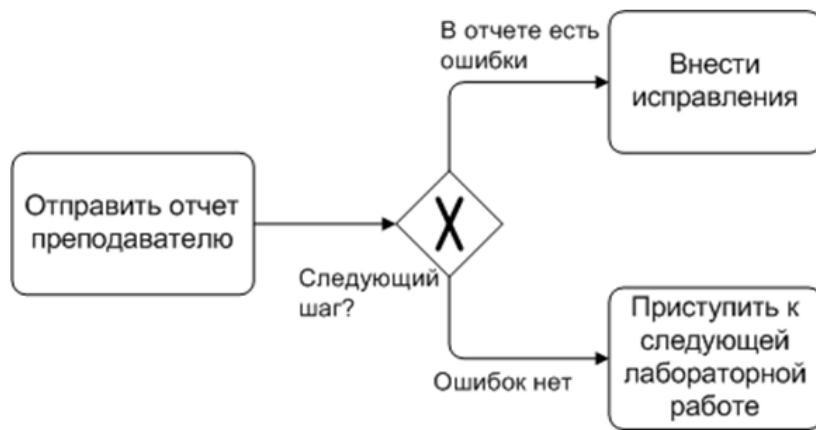 Отправить отчет
преподавателю
Следующий
шаг?
В отчете есть
ошибки
Внести
исправления
Ошибок нет
Приступить к
следующей
лабораторной
работе